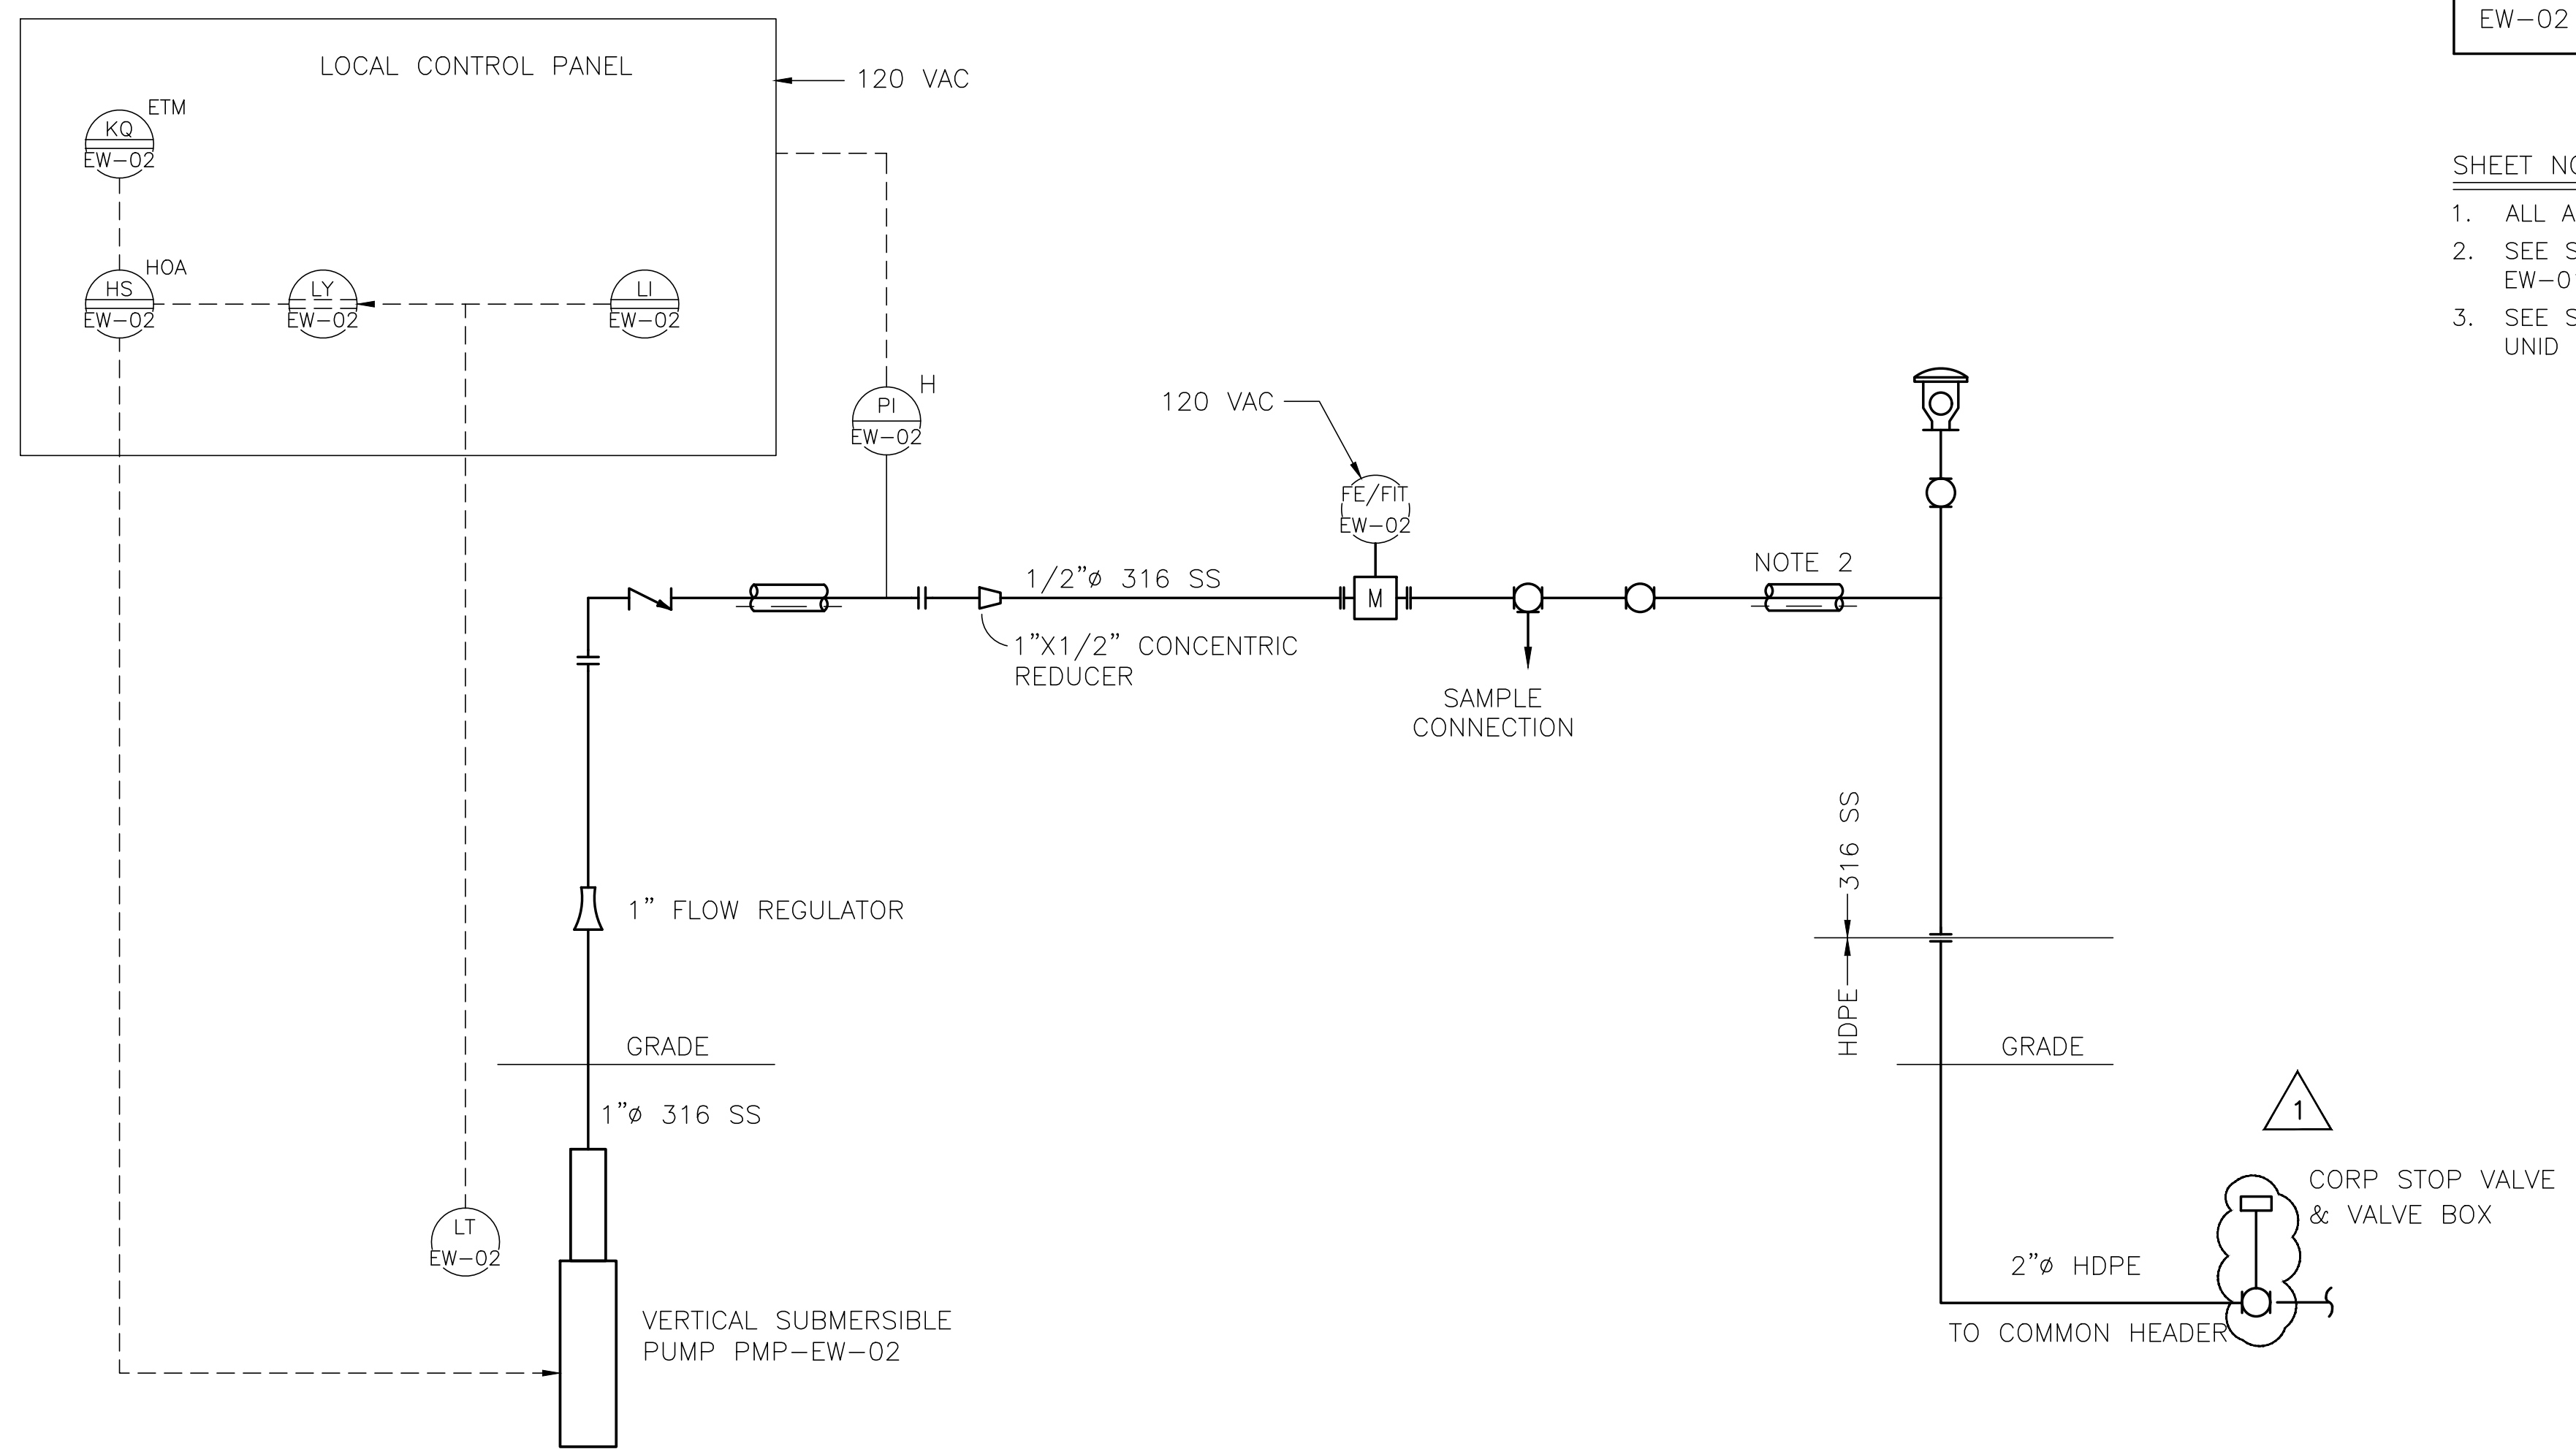 EW-02
LOCAL CONTROL PANEL
120 VAC
ETM
KQ
EW-02
SHEET
1. ALL
2. SEE
3. SEE
HOA
HS
EW-02
LY
EW-02
LI
EW-02
H
PI
EW-02
120 VAC
FE/FIT
EW-02
1/2"ø 316 SS
NOTE 2
M
1"X1/2" CONCENTRIC
REDUCER
SAMPLE
CONNECTION
316 SS
HDPE
1" FLOW REGULATOR
GRADE
GRADE
1"ø 316 SS
1
CORP STOP VALVE
& VALVE BOX
LT
EW-02
2"ø HDPE
VERTICAL SUBMERSIBLE
PUMP PMP-EW-02
TO COMMON HEADER